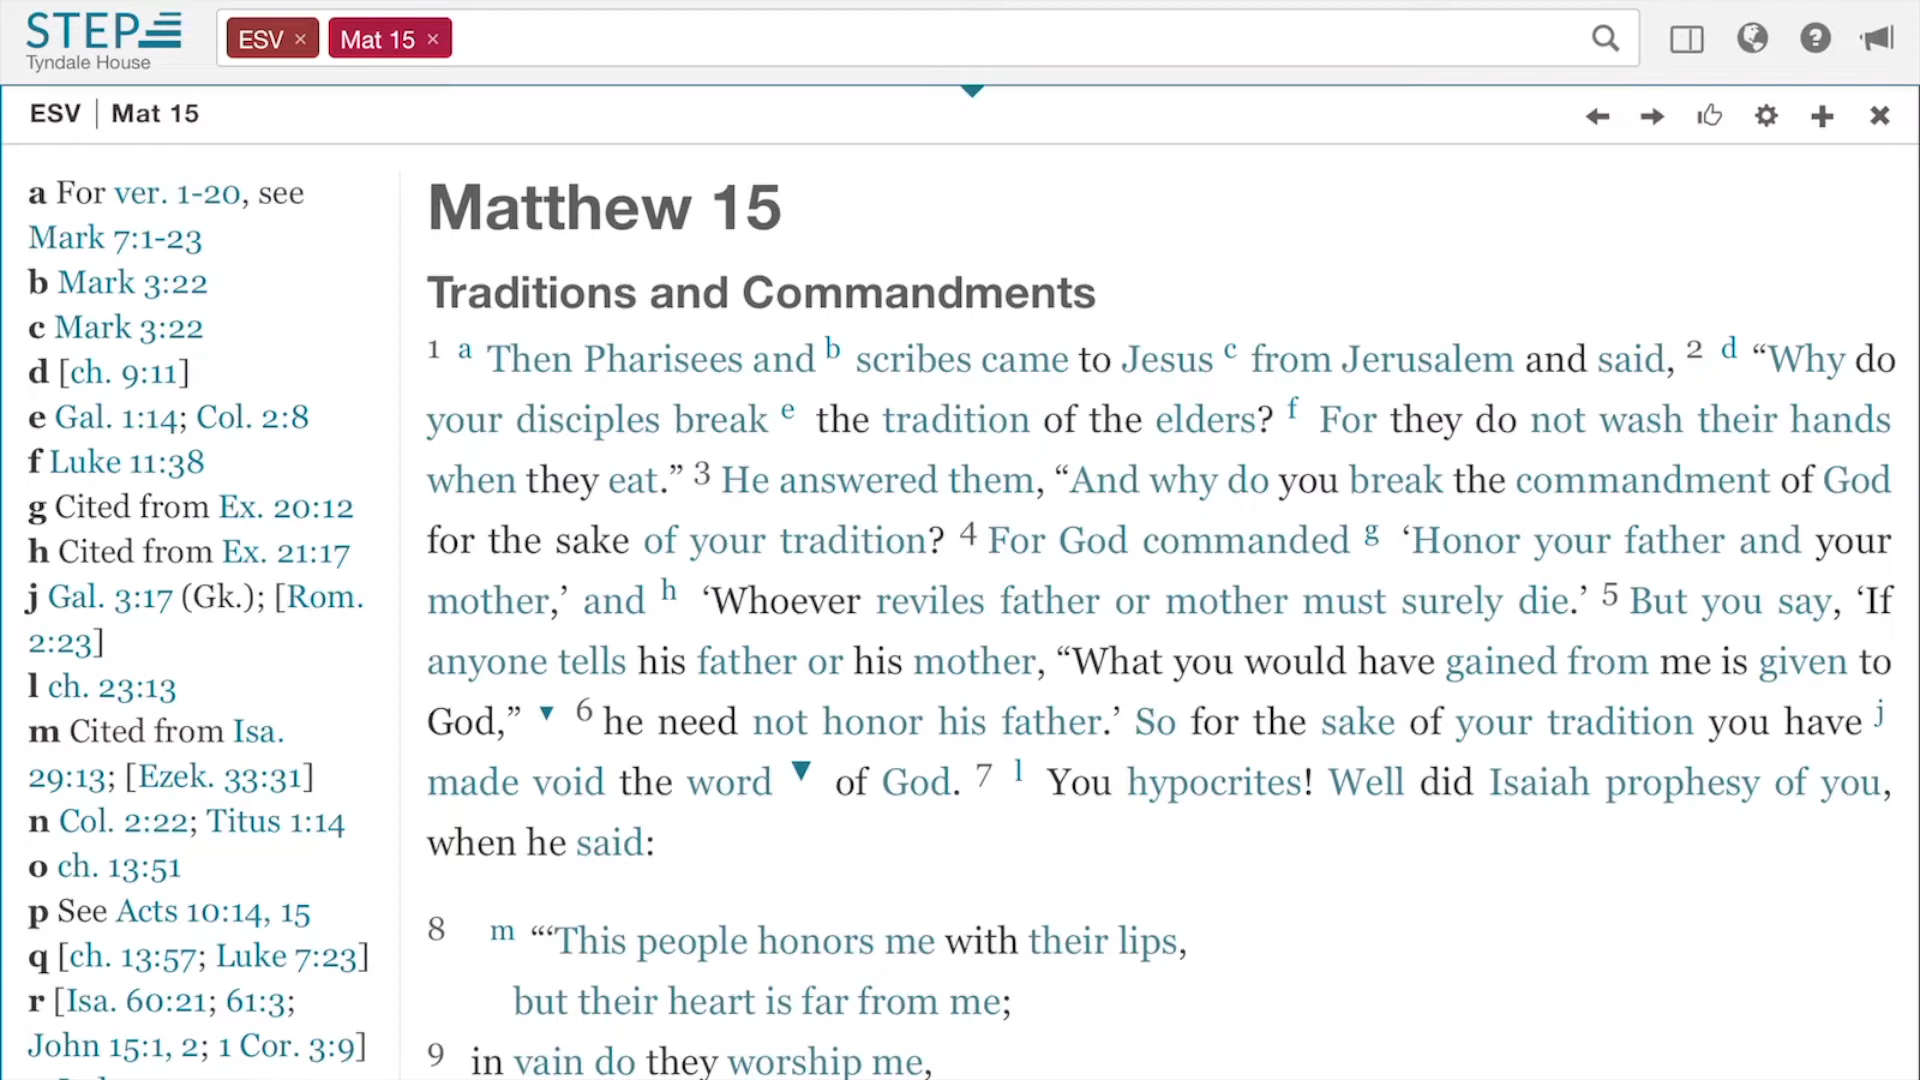 STEP
Tyndale House
ESV × Mat 15 ×
ESV | Mat 15
a For ver. 1-20, see
Mark 7:1-23
b Mark 3:22
c Mark 3:22
d [ch. 9:11]
e Gal. 1:14; Col. 2:8
f Luke 11:38
g Cited from Ex. 20:12
h Cited from Ex. 21:17
j Gal. 3:17 (Gk.); [Rom.
2:23]
l ch. 23:13
m Cited from Isa.
29:13; [Ezek. 33:31]
n Col. 2:22; Titus 1:14
o ch. 13:51
p See Acts 10:14, 15
q [ch. 13:57; Luke 7:23]
r [Isa. 60:21; 61:3;
John 15:1, 2; 1 Cor. 3:9]
Matthew 15
Traditions and Commandments
1 a Then Pharisees and b scribes came to Jesus c from Jerusalem and said, 2 d “Why do
your disciples break e the tradition of the elders? f For they do not wash their hands
when they eat.” 3 He answered them, “And why do you break the commandment of God
for the sake of your tradition? 4 For God commanded g ‘Honor your father and your
mother,’ and h ‘Whoever reviles father or mother must surely die.’ 5 But you say, ‘If
anyone tells his father or his mother, “What you would have gained from me is given to
God,” ▼ 6 he need not honor his father.’ So for the sake of your tradition you have j
made void the word ▼ of God. 7 l You hypocrites! Well did Isaiah prophesy of you,
when he said:
8 m “‘This people honors me with their lips,
but their heart is far from me;
9 in vain do they worship me,